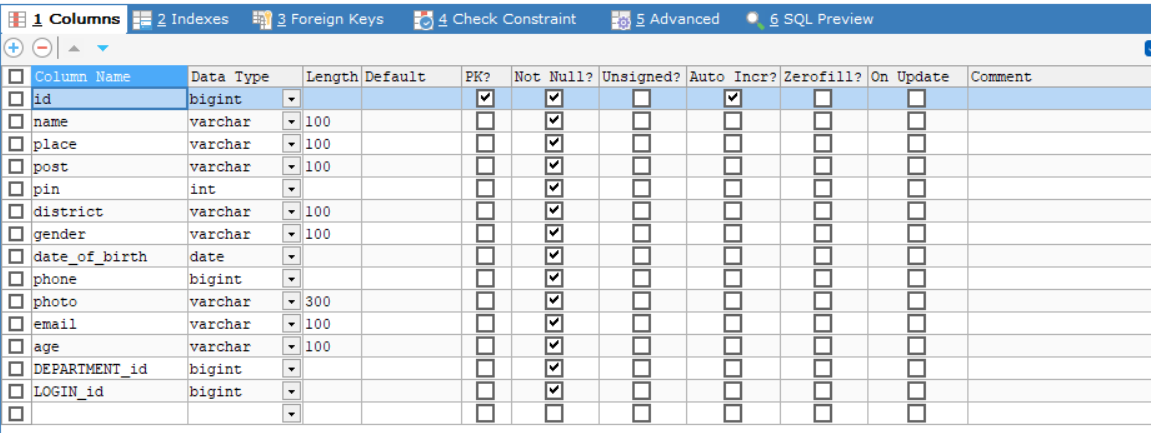 1 Columns 2 Indexes 3 Foreign Keys 4 Check Constraint 5 Advanced 6 SQL Preview
Column Name Data Type Length Default PK? Not Null? Unsigned? Auto Incr? Zerofill? On Update Comment
id bigint
name varchar 100
place varchar 100
post varchar 100
pin int
district varchar 100
gender varchar 100
date_of_birth date
phone bigint
photo varchar 300
email varchar 100
age varchar 100
DEPARTMENT_id bigint
LOGIN_id bigint